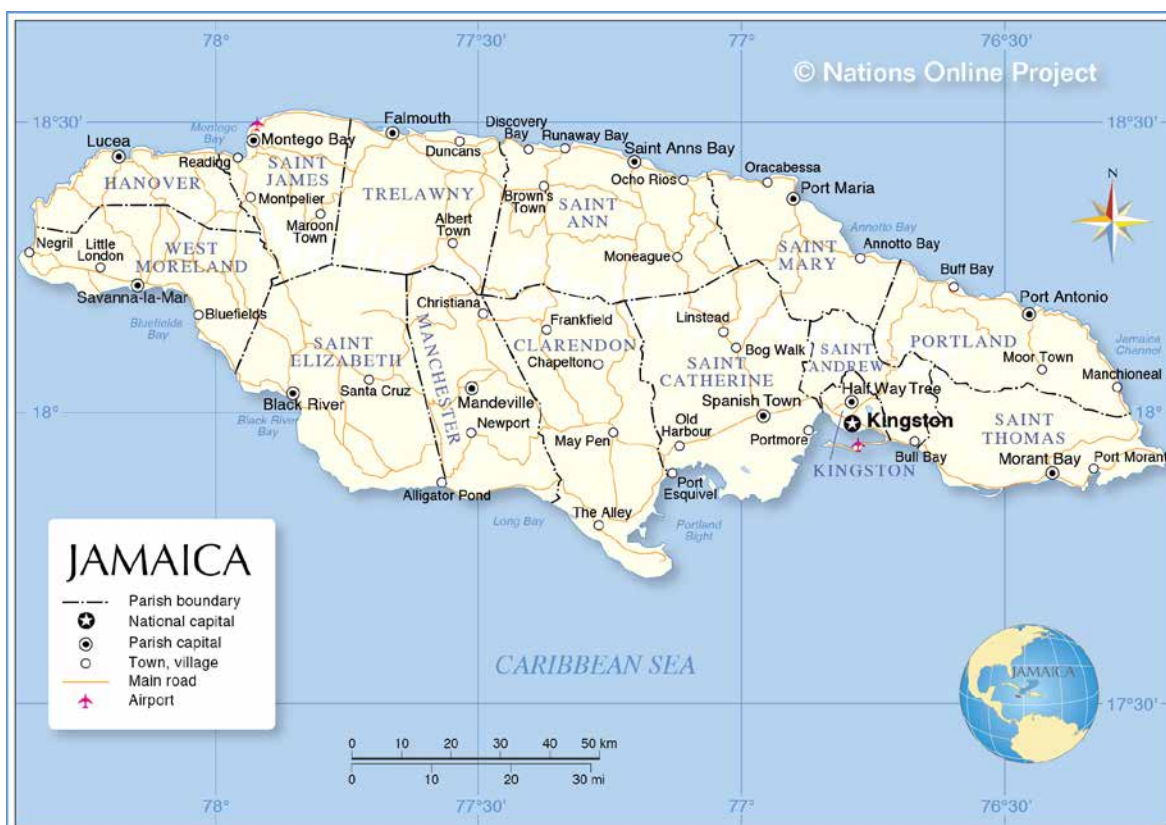 78°
77°30'
77°
76°30'
© Nations Online Project
18°30'
18°30'
Montego
Bay
Lucea
Montego Bay
Falmouth
Discovery
Bay
Runaway Bay
Saint Anns Bay
Reading
SAINT
JAMES
Duncans
Oracabessa
HANOVER
TRELAWNY
Ocho Rios
Port Maria
N
Montpelier
Brown's
Town
SAINT
ANN
Maroon
Town
Albert
Town
Annotto Bay
Negril
Little
London
WEST
MORELAND
Moneague
SAINT
MARY
Annotto Bay
Buff Bay
Savanna-la-Mar
Christiana
Port Antonio
Bluefields
Bluefields
Bay
Frankfield
Linstead
MANCHESTER
SAINT
ELIZABETH
CLARENDON
Chapelton
Bog Walk
SAINT
ANDREW
PORTLAND
Jamaica
Channel
Moor Town
Santa Cruz
SAINT
CATHERINE
Manchioneal
Black River
Mandeville
Spanish Town
Half Way Tree
18°
18°
Black River
Bay
Newport
May Pen
Old
Harbour
Portmore
Kingston
SAINT
THOMAS
Bull Bay
Morant Bay
Port Morant
KINGSTON
Alligator Pond
Port
Esquivel
Long Bay
The Alley
Portland
Bight
JAMAICA
Parish boundary
National capital
Parish capital
Town, village
Main road
Airport
CARIBBEAN SEA
JAMAICA
17°30'
0 10 20 30 40 50 km
0 10 20 30 mi
78°
77°30'
77°
76°30'